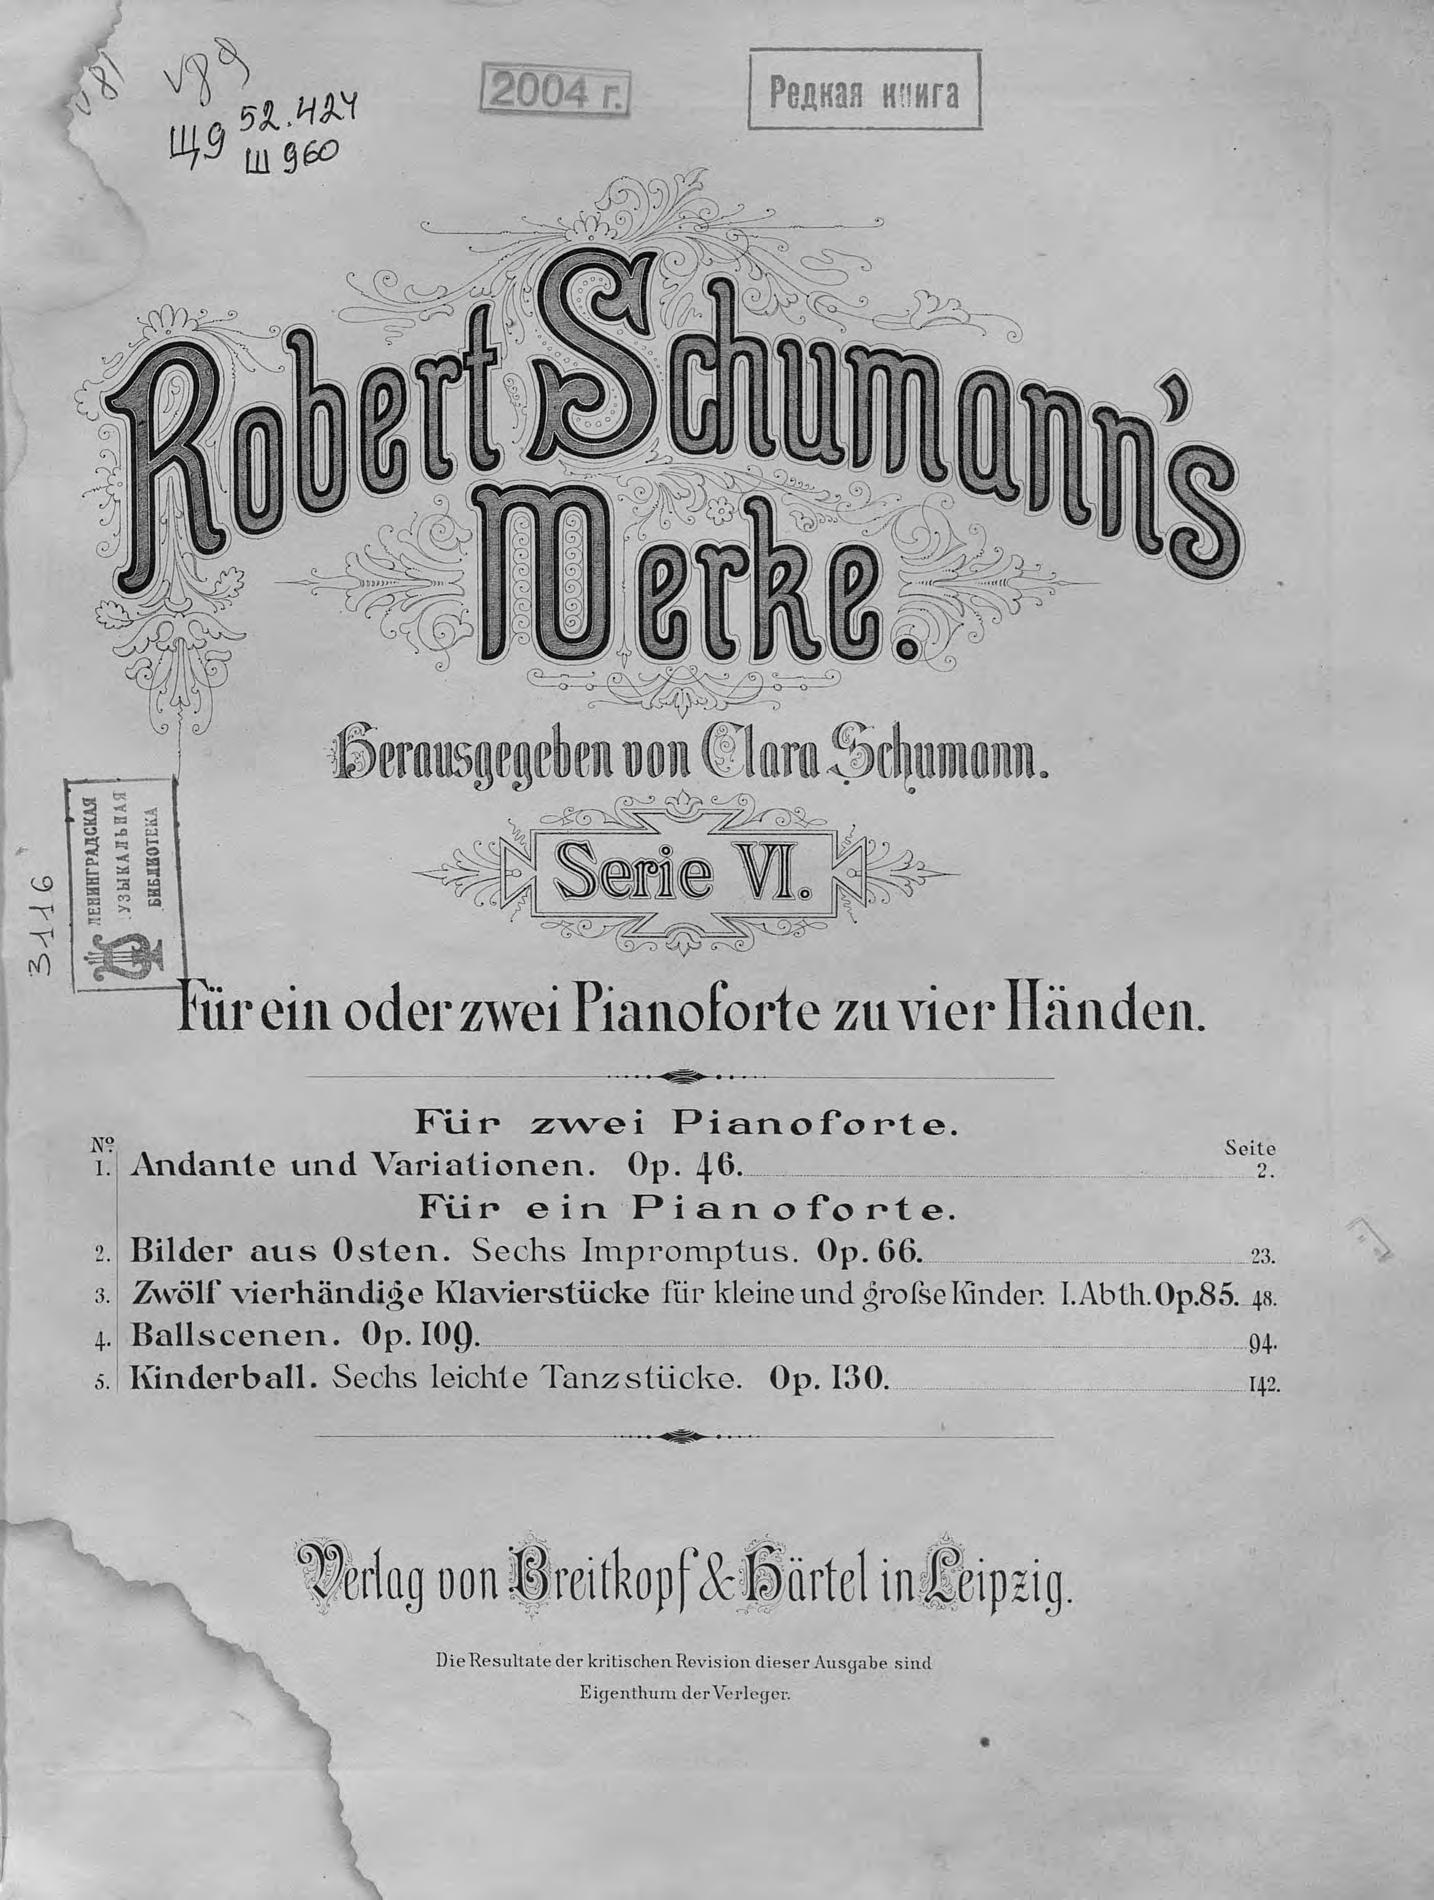 V81
V89
2004 г.
Редкая книга
Щ9 52.424
Ш 960
Robert Schumann's
Werke.
Herausgegeben von Clara Schumann.
Serie VI.
ЛЕНИНГРАДСКАЯ
УЗЫКАЛЬНАЯ
БИБЛИОТЕКА
3116
Für ein oder zwei Pianoforte zu vier Händen.
Für zwei Pianoforte.
No. Seite
1. Andante und Variationen. Op. 46. 2.
Für ein Pianoforte.
2. Bilder aus Osten. Sechs Impromptus. Op. 66. 23.
3. Zwölf vierhändige Klavierstücke für kleine und groſse Kinder. I. Abth. Op. 85. 48.
4. Ballscenen. Op. 109. 94.
5. Kinderball. Sechs leichte Tanzstücke. Op. 130. 142.
Verlag von Breitkopf & Härtel in Leipzig.
Die Resultate der kritischen Revision dieser Ausgabe sind
Eigenthum der Verleger.